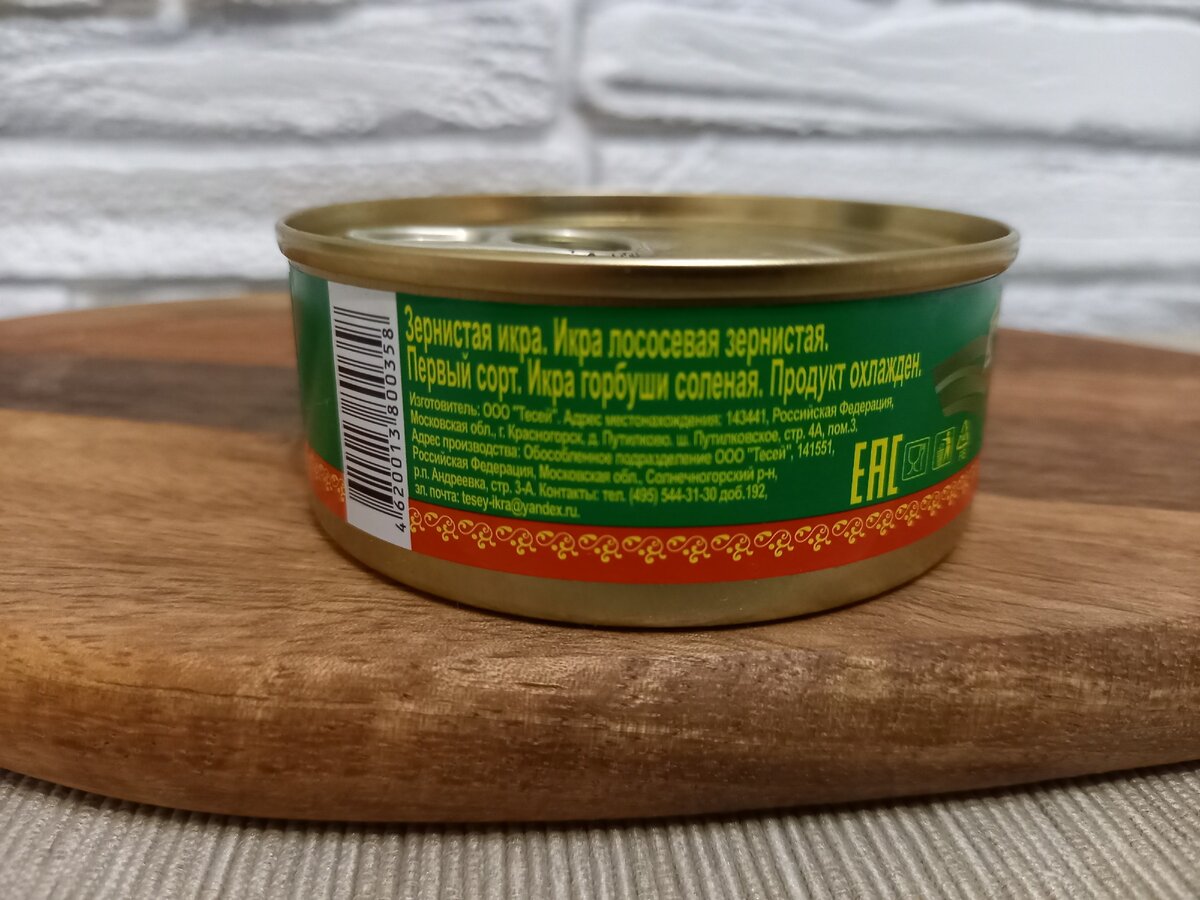 Зернистая икра. Икра лососевая зернистая.
Первый сорт. Икра горбуши соленая. Продукт охлажден.
Изготовитель: ООО "Тесей". Адрес местонахождения: 143441, Российская Федерация,
Московская обл., г. Красногорск, д. Путилково. ш. Путилковское, стр. 4А, пом.3.
Адрес производства: Обособленное подразделение ООО "Тесей", 141551,
Российская Федерация, Московская обл., Солнечногорский р-н,
р.п. Андреевка, стр. 3-А. Контакты: тел. (495) 544-31-30 доб.192,
эл. почта: tesey-ikra@yandex.ru.
EAC
4620013800358